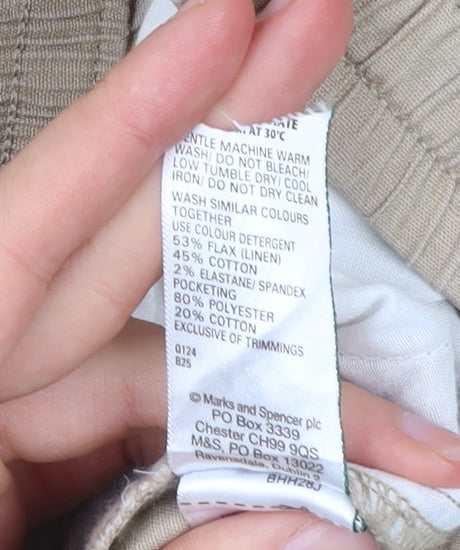 AT 30°C
GENTLE MACHINE WARM
WASH/ DO NOT BLEACH/
LOW TUMBLE DRY/ COOL
IRON/ DO NOT DRY CLEAN
WASH SIMILAR COLOURS
TOGETHER
USE COLOUR DETERGENT
53% FLAX (LINEN)
45% COTTON
2% ELASTANE/ SPANDEX
POCKETING
80% POLYESTER
20% COTTON
EXCLUSIVE OF TRIMMINGS
0124
B25
© Marks and Spencer plc
PO Box 3339
Chester CH99 9QS
M&S, PO Box 13022
Ravensdale, Dublin 9
BHH26J